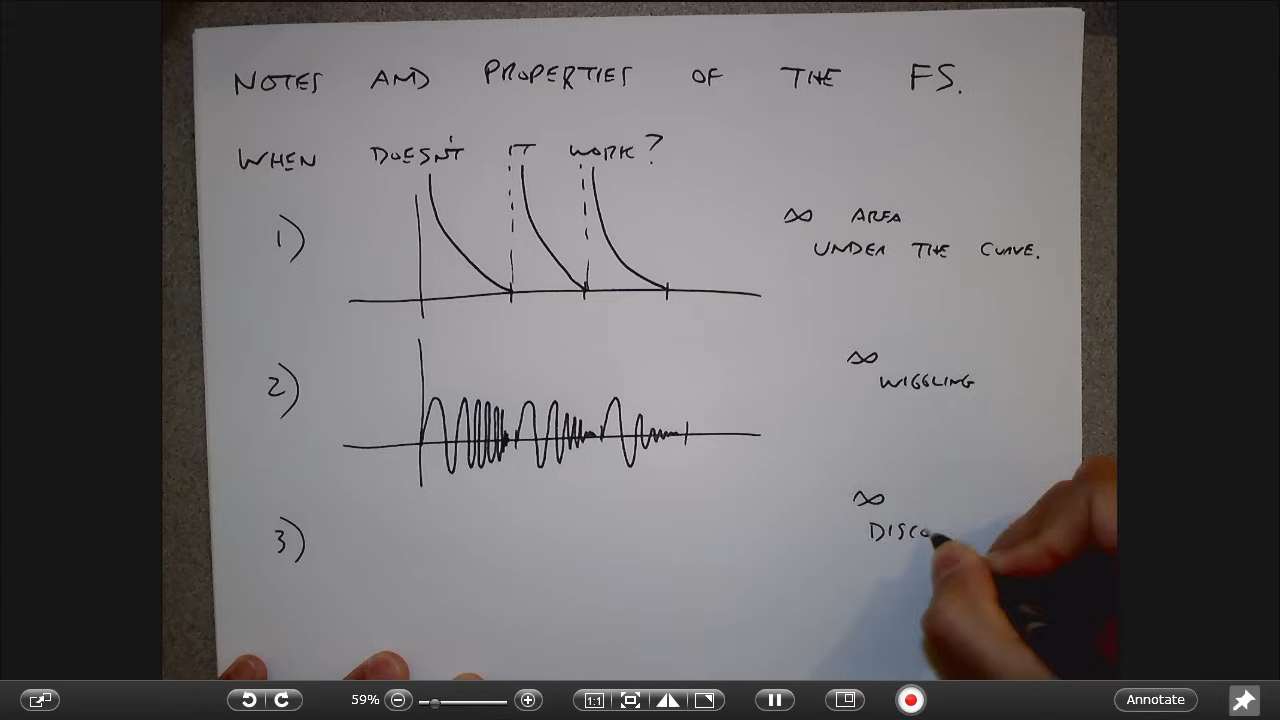 NOTES AND PROPERTIES OF THE FS.
WHEN DOESN'T IT WORK?
1)
∞ AREA
UNDER THE CURVE.
2)
∞
WIGGLING
3)
∞
DISCO
59%
1:1
Annotate